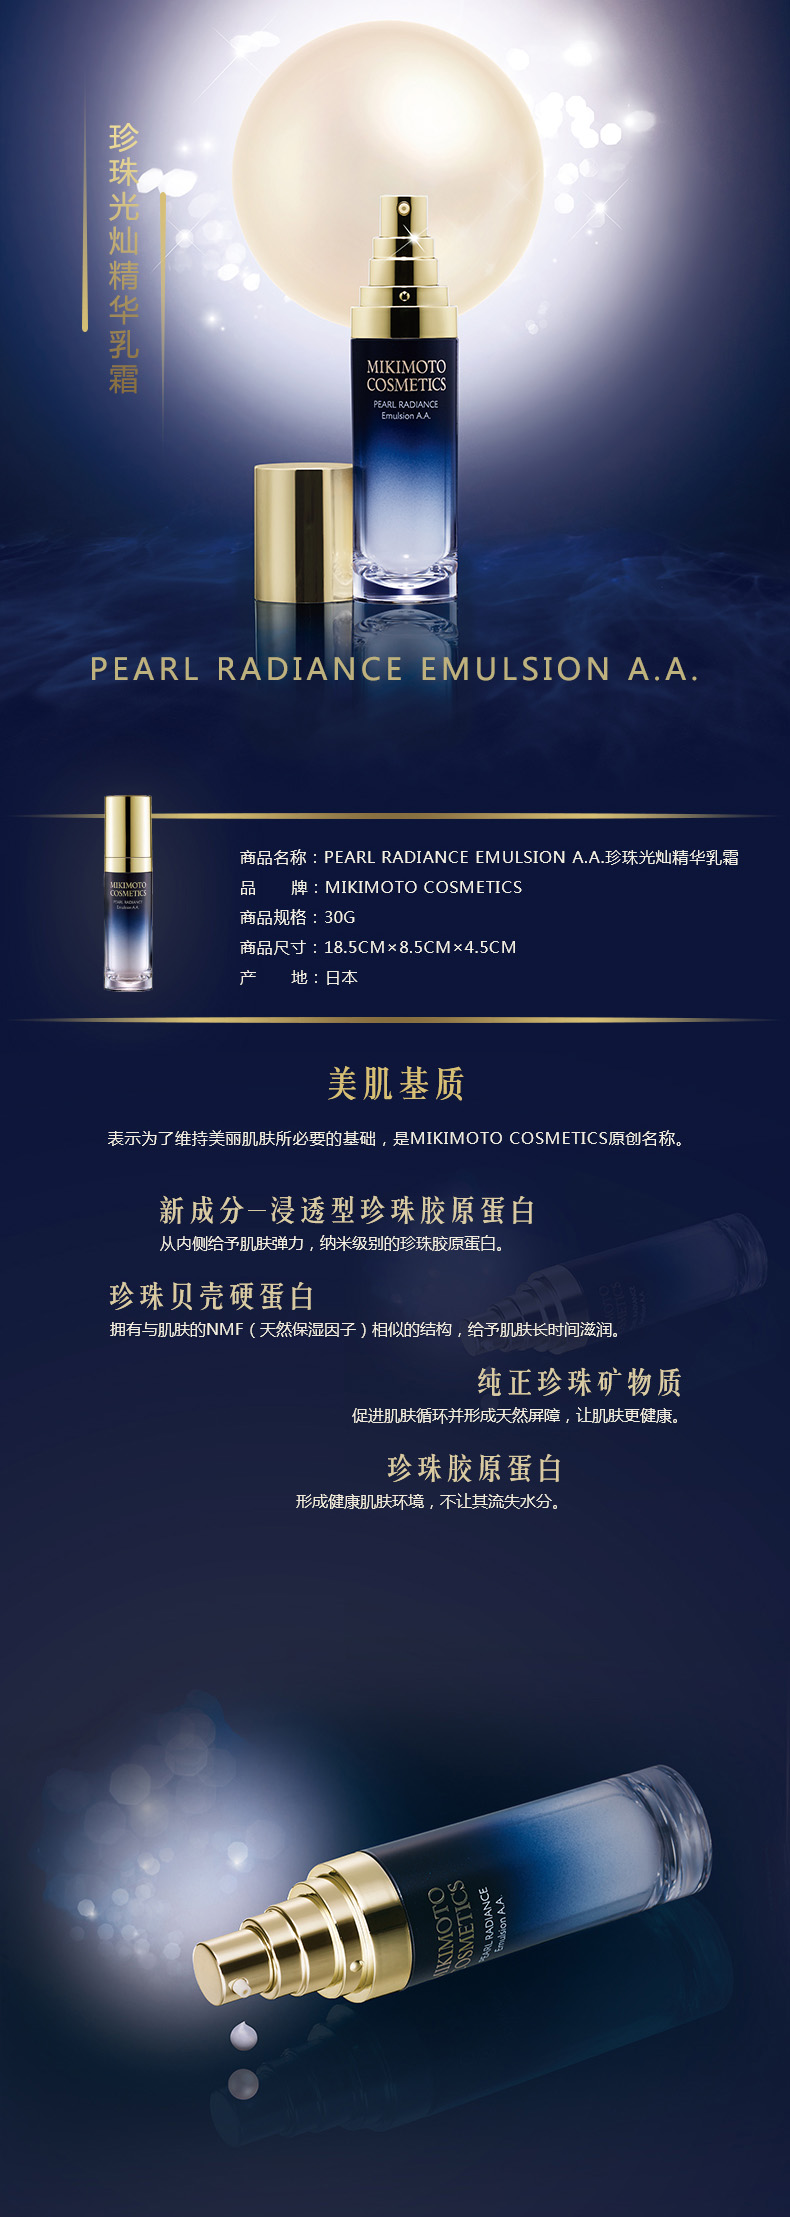 珍珠光灿精华乳霜
MIKIMOTO
COSMETICS
PEARL RADIANCE
Emulsion A.A.
PEARL RADIANCE EMULSION A.A.
MIKIMOTO
COSMETICS
PEARL RADIANCE
Emulsion A.A.
商品名称：PEARL RADIANCE EMULSION A.A.珍珠光灿精华乳霜
品 牌：MIKIMOTO COSMETICS
商品规格：30G
商品尺寸：18.5CM×8.5CM×4.5CM
产 地：日本
美肌基质
表示为了维持美丽肌肤所必要的基础，是MIKIMOTO COSMETICS原创名称。
新成分—浸透型珍珠胶原蛋白
从内侧给予肌肤弹力，纳米级别的珍珠胶原蛋白。
珍珠贝壳硬蛋白
拥有与肌肤的NMF（天然保湿因子）相似的结构，给予肌肤长时间滋润。
纯正珍珠矿物质
促进肌肤循环并形成天然屏障，让肌肤更健康。
珍珠胶原蛋白
形成健康肌肤环境，不让其流失水分。
MIKIMOTO
COSMETICS
PEARL RADIANCE
Emulsion A.A.